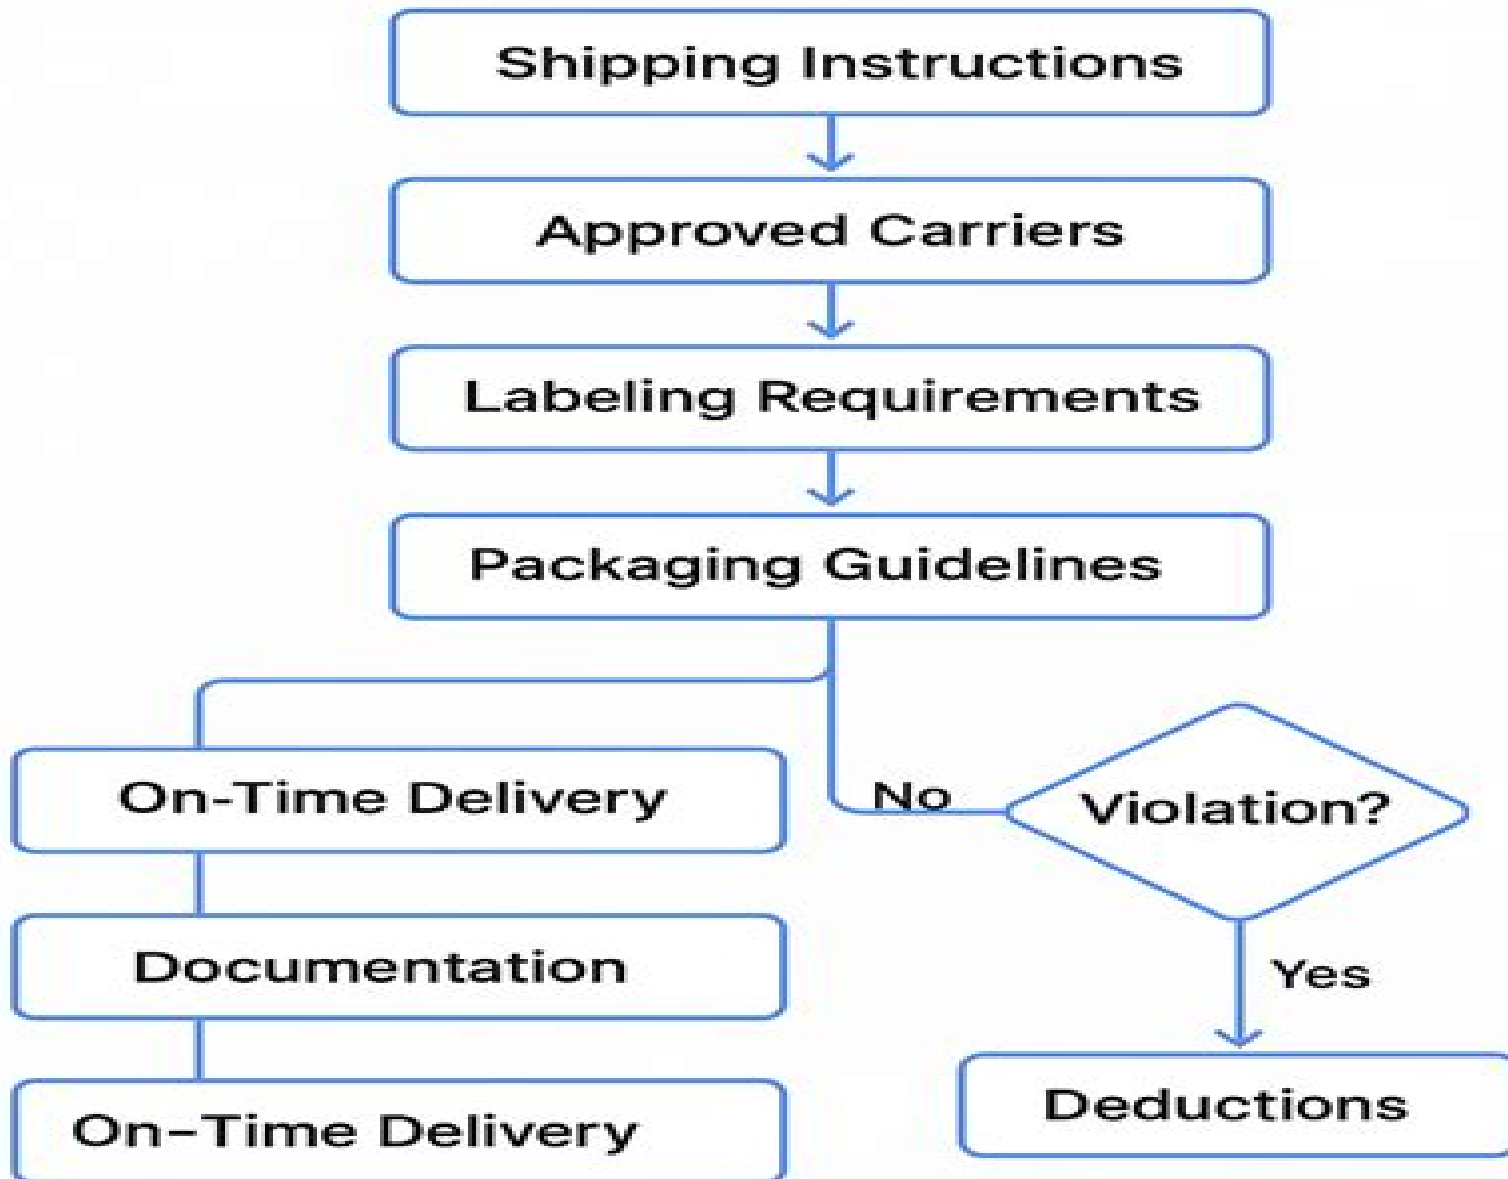 Shipping Instructions
Approved Carriers
Labeling Requirements
Packaging Guidelines
On-Time Delivery
No
Violation?
Documentation
Yes
On-Time Delivery
Deductions